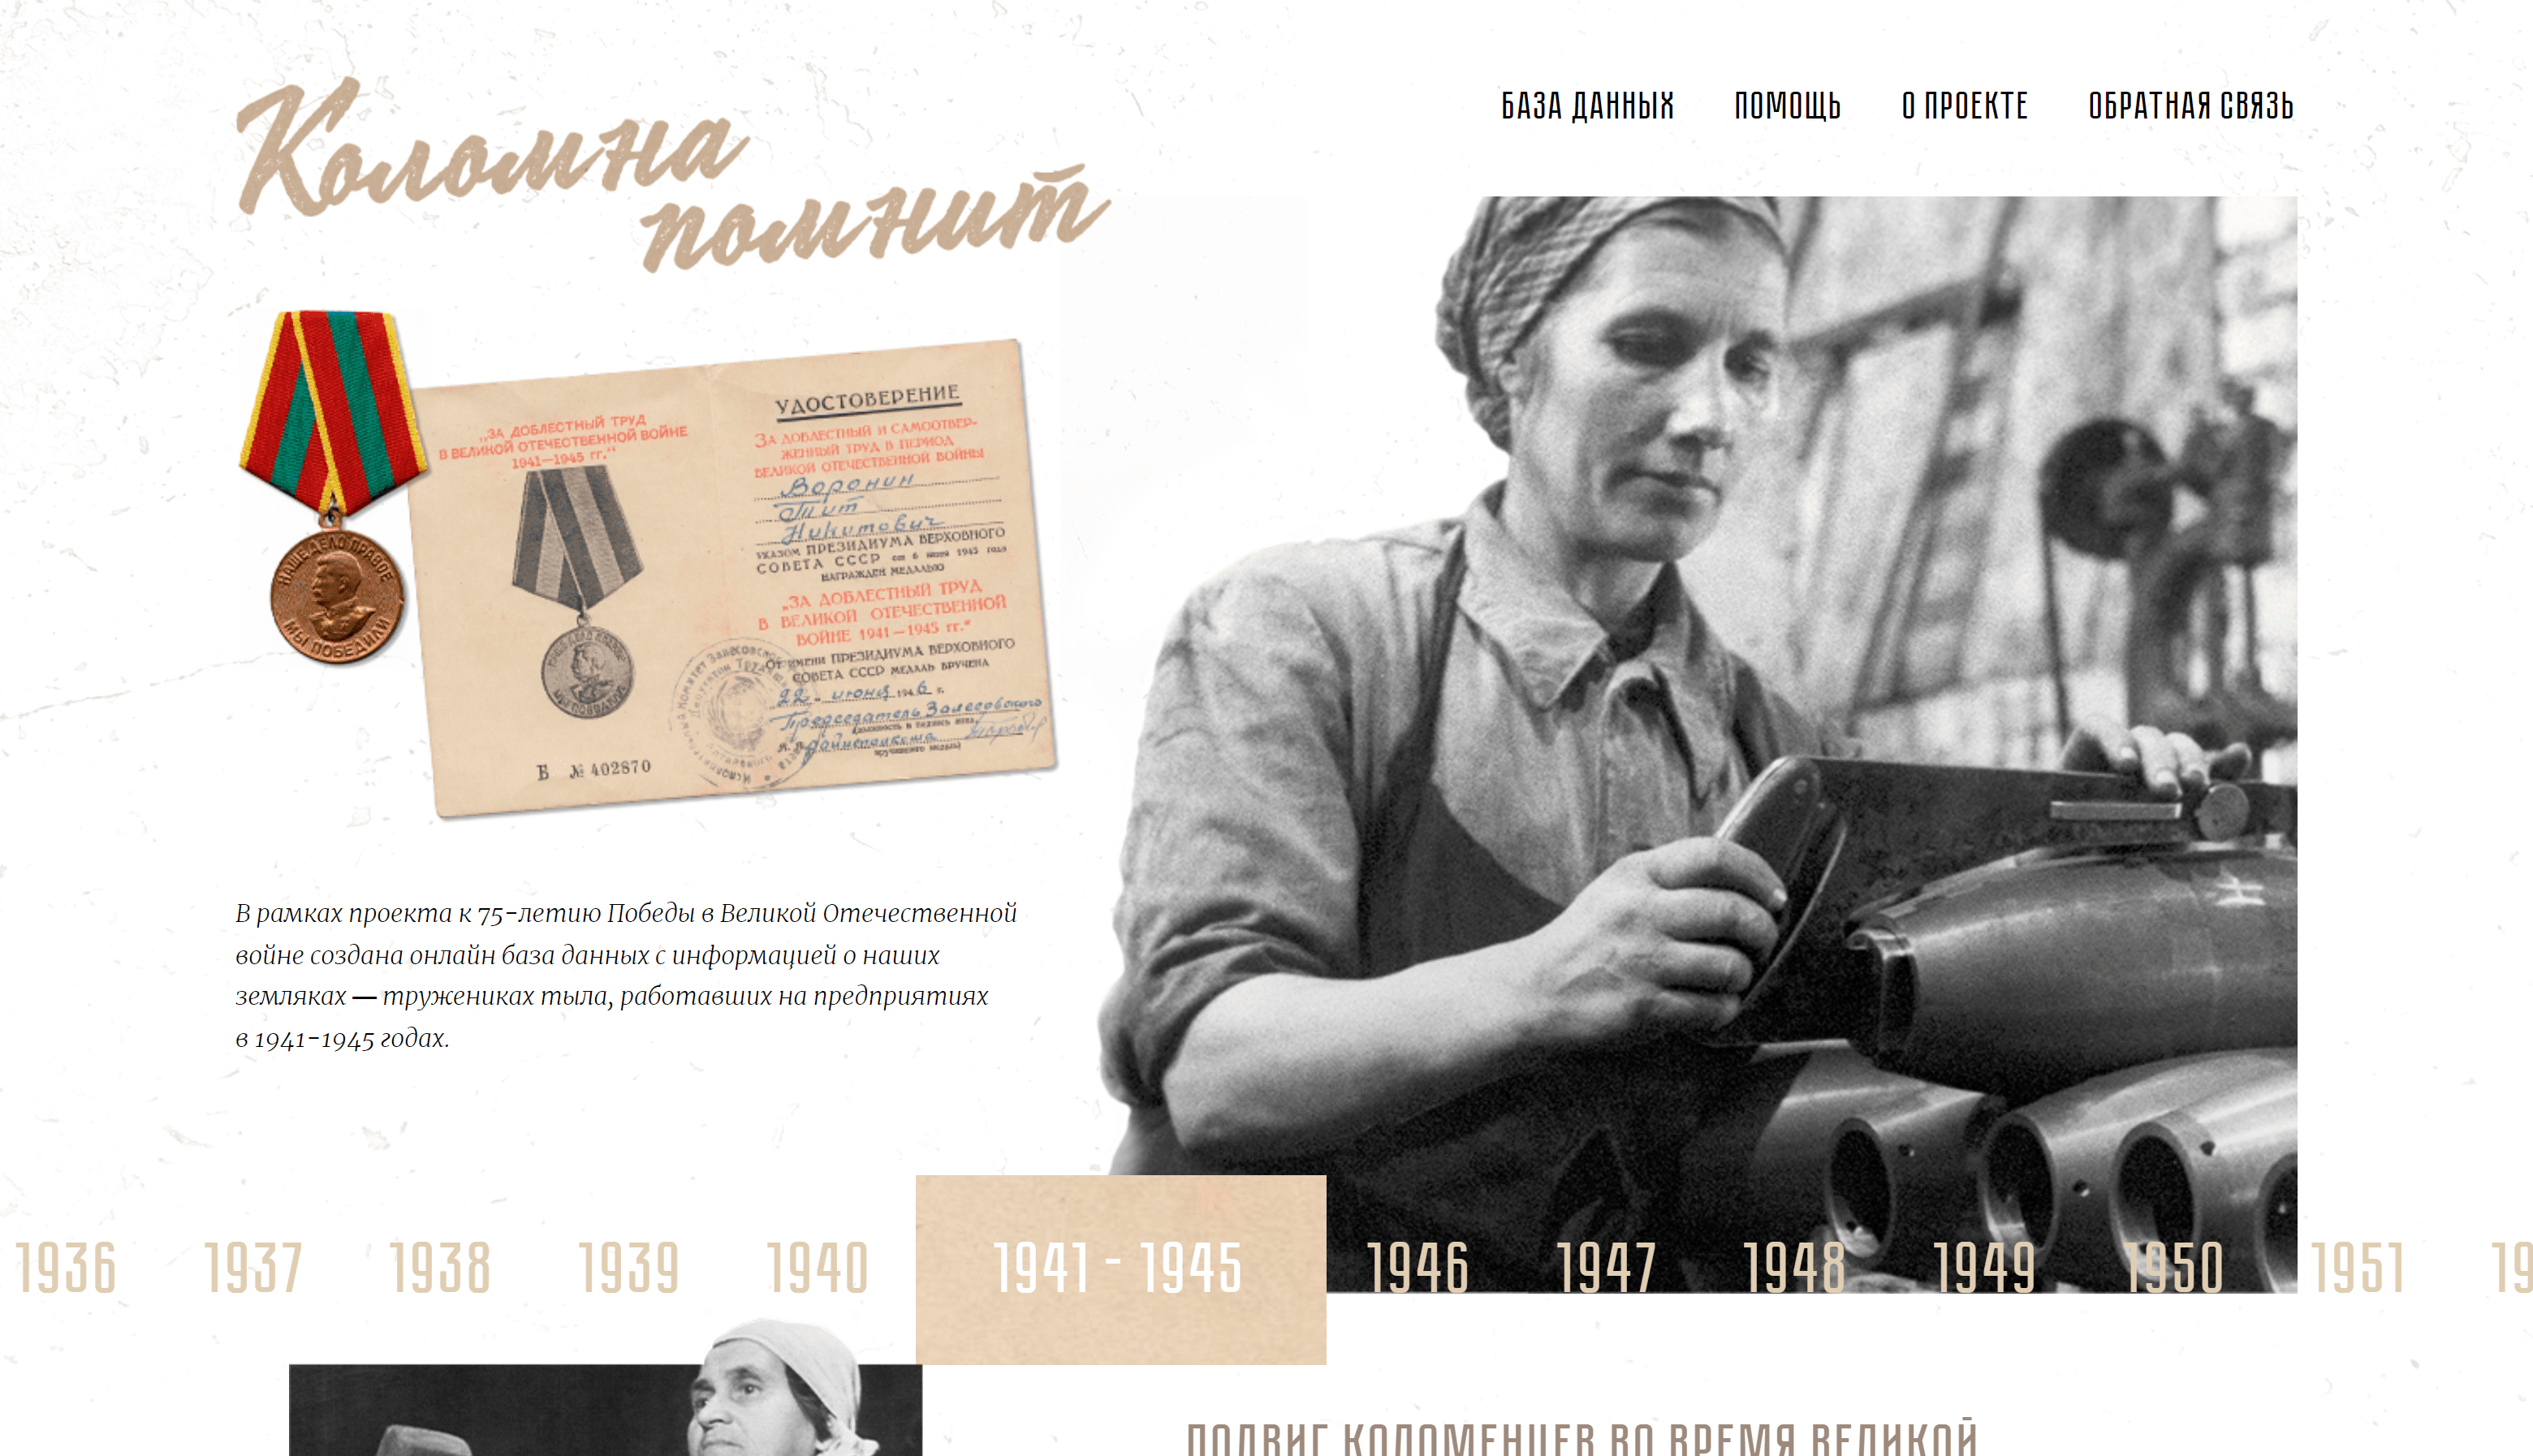 Коломна
помнит
БАЗА ДАННЫХ
ПОМОЩЬ
О ПРОЕКТЕ
ОБРАТНАЯ СВЯЗЬ
НАШЕ ДЕЛО ПРАВОЕ
МЫ ПОБЕДИЛИ
„ЗА ДОБЛЕСТНЫЙ ТРУД
В ВЕЛИКОЙ ОТЕЧЕСТВЕННОЙ ВОЙНЕ
1941—1945 гг.“
Б № 402870
УДОСТОВЕРЕНИЕ
ЗА ДОБЛЕСТНЫЙ И САМООТВЕР-
ЖЕННЫЙ ТРУД В ПЕРИОД
ВЕЛИКОЙ ОТЕЧЕСТВЕННОЙ ВОЙНЫ
Воронин
Тит
Никитович
УКАЗОМ ПРЕЗИДИУМА ВЕРХОВНОГО
СОВЕТА СССР от 6 июня 1945 года
НАГРАЖДЕН МЕДАЛЬЮ
„ЗА ДОБЛЕСТНЫЙ ТРУД
В ВЕЛИКОЙ ОТЕЧЕСТВЕННОЙ
ВОЙНЕ 1941—1945 гг.“
ОТ ИМЕНИ ПРЕЗИДИУМА ВЕРХОВНОГО
СОВЕТА СССР МЕДАЛЬ ВРУЧЕНА
22 июня 1946 г.
Председатель Залесовского
В рамках проекта к 75-летию Победы в Великой Отечественной
войне создана онлайн база данных с информацией о наших
земляках — тружениках тыла, работавших на предприятиях
в 1941-1945 годах.
1936 1937 1938 1939 1940 1941 - 1945 1946 1947 1948 1949 1950 1951
ПОДВИГ КОЛОМЕНЦЕВ ВО ВРЕМЯ ВЕЛИКОЙ